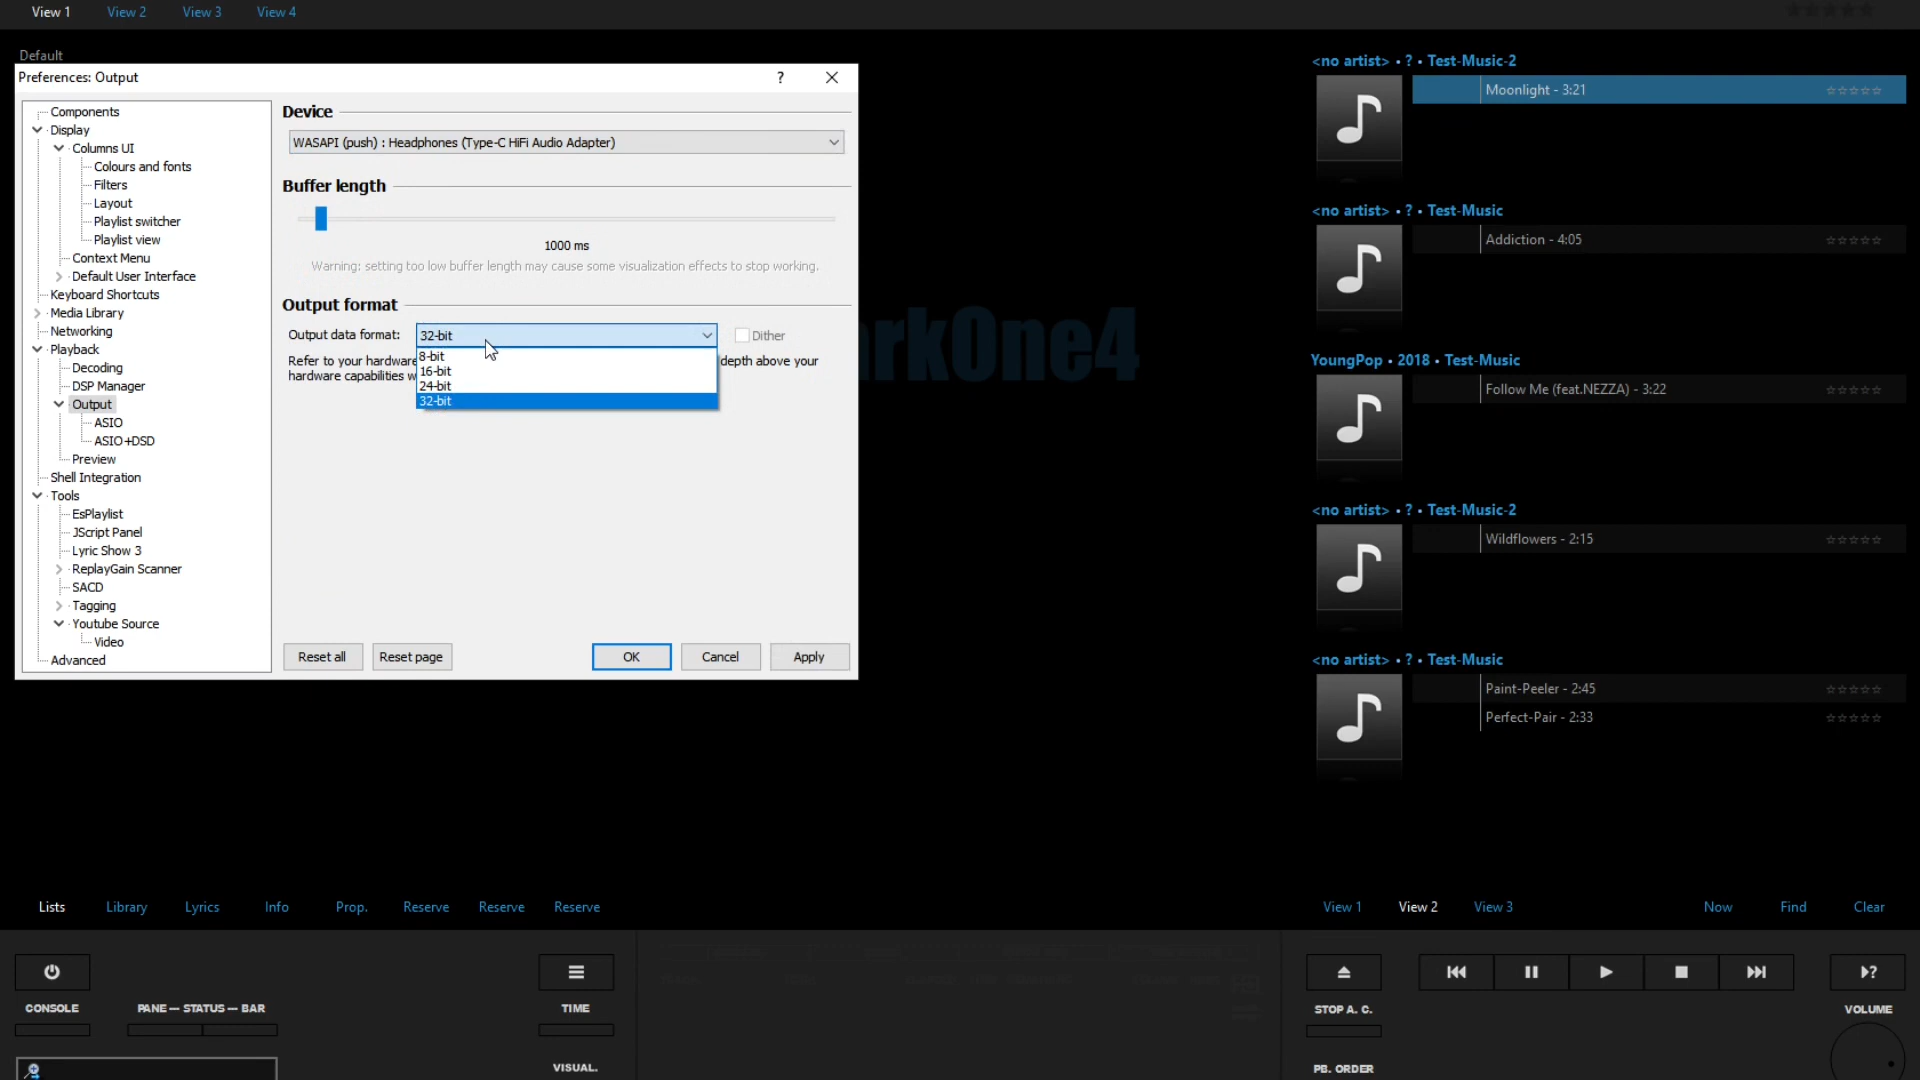 View 1 View 2 View 3 View 4
Default
Preferences: Output
?
Components
Display
Columns UI
Colours and fonts
Filters
Layout
Playlist switcher
Playlist view
Context Menu
Default User Interface
Keyboard Shortcuts
Media Library
Networking
Playback
Decoding
DSP Manager
Output
ASIO
ASIO+DSD
Preview
Shell Integration
Tools
EsPlaylist
JScript Panel
Lyric Show 3
ReplayGain Scanner
SACD
Tagging
Youtube Source
Video
Advanced
Device
WASAPI (push) : Headphones (Type-C HiFi Audio Adapter)
Buffer length
1000 ms
Warning: setting too low buffer length may cause some visualization effects to stop working.
Output format
Output data format: 32-bit Dither
8-bit
16-bit
24-bit
32-bit
Refer to your hardware depth above your
hardware capabilities w
Reset all Reset page OK Cancel Apply
arkOne4
<no artist> • ? • Test-Music-2
Moonlight - 3:21
<no artist> • ? • Test-Music
Addiction - 4:05
YoungPop • 2018 • Test-Music
Follow Me (feat.NEZZA) - 3:22
<no artist> • ? • Test-Music-2
Wildflowers - 2:15
<no artist> • ? • Test-Music
Paint-Peeler - 2:45
Perfect-Pair - 2:33
Lists Library Lyrics Info Prop. Reserve Reserve Reserve
View 1 View 2 View 3 Now Find Clear
CONSOLE PANE — STATUS — BAR TIME STOP A. C. VOLUME
VISUAL. PB. ORDER